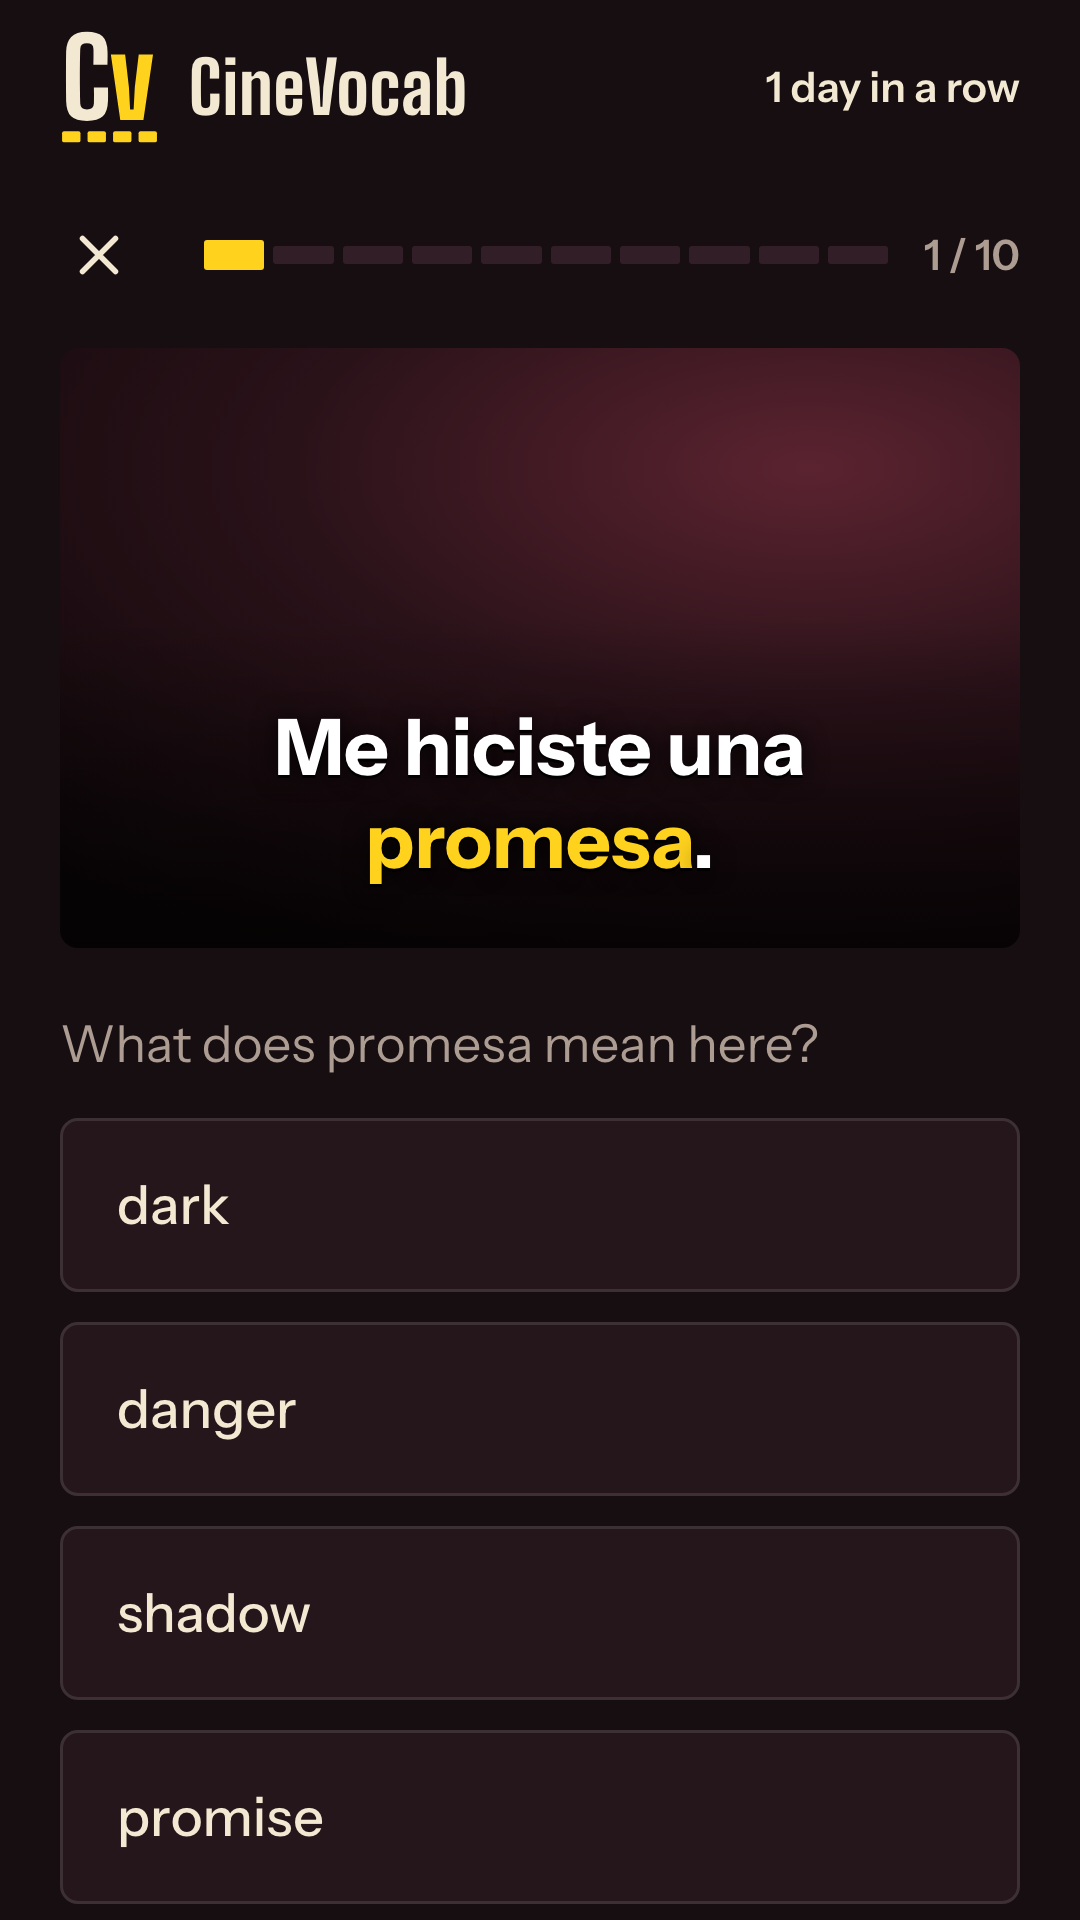 Cv CineVocab 1 day in a row
1 / 10
Me hiciste una
promesa.
What does promesa mean here?
dark
danger
shadow
promise